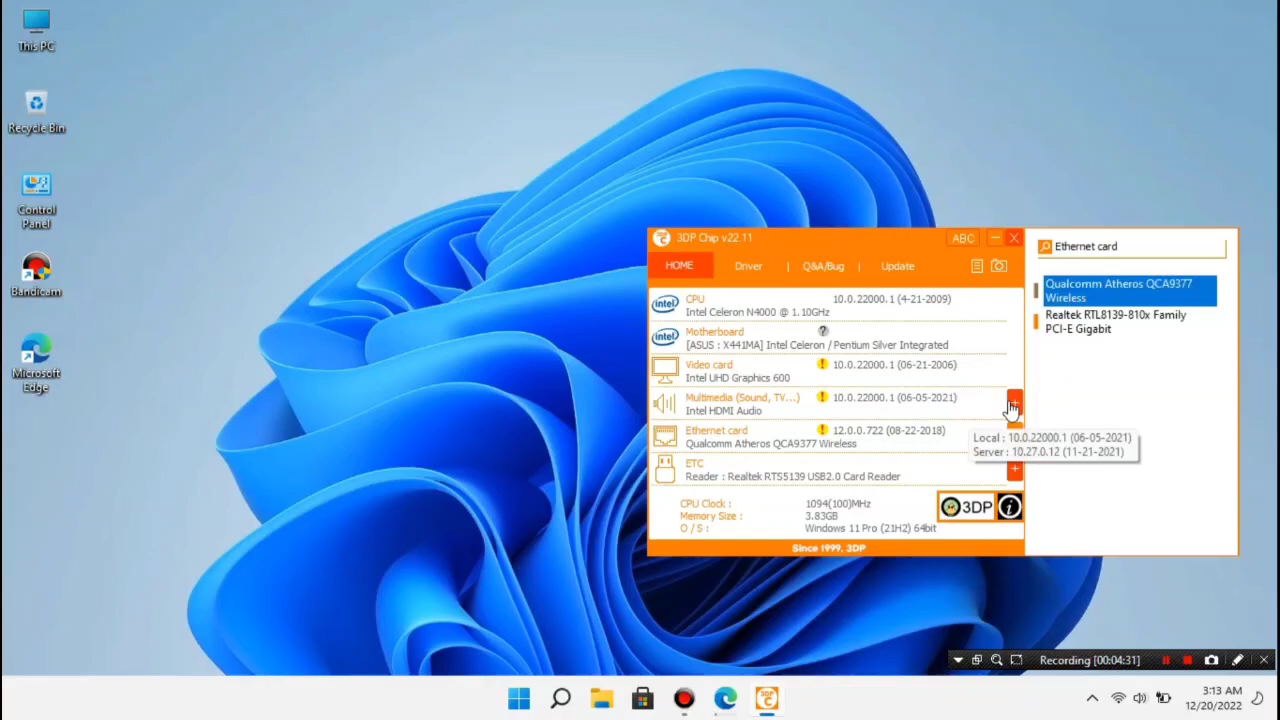 This PC
Recycle Bin
Control
Panel
Bandicam
Microsoft
Edge
3DP Chip v22.11
ABC
HOME
Driver
|
Q&A/Bug
|
Update
CPU
10.0.22000.1 (4-21-2009)
intel
Intel Celeron N4000 @ 1.10GHz
Motherboard
?
intel
[ASUS : X441MA] Intel Celeron / Pentium Silver Integrated
Video card
! 10.0.22000.1 (06-21-2006)
Intel UHD Graphics 600
Multimedia (Sound, TV...)
! 10.0.22000.1 (06-05-2021)
Intel HDMI Audio
Ethernet card
! 12.0.0.722 (08-22-2018)
Qualcomm Atheros QCA9377 Wireless
ETC
Reader : Realtek RTS5139 USB2.0 Card Reader
+
CPU Clock :
1094(100)MHz
Memory Size :
3.83GB
O / S :
Windows 11 Pro (21H2) 64bit
3DP i
Since 1999, 3DP
Local : 10.0.22000.1 (06-05-2021)
Server : 10.27.0.12 (11-21-2021)
Ethernet card
Qualcomm Atheros QCA9377
Wireless
Realtek RTL8139-810x Family
PCI-E Gigabit
Recording [00:04:31]
3DP
C
3:13 AM
12/20/2022